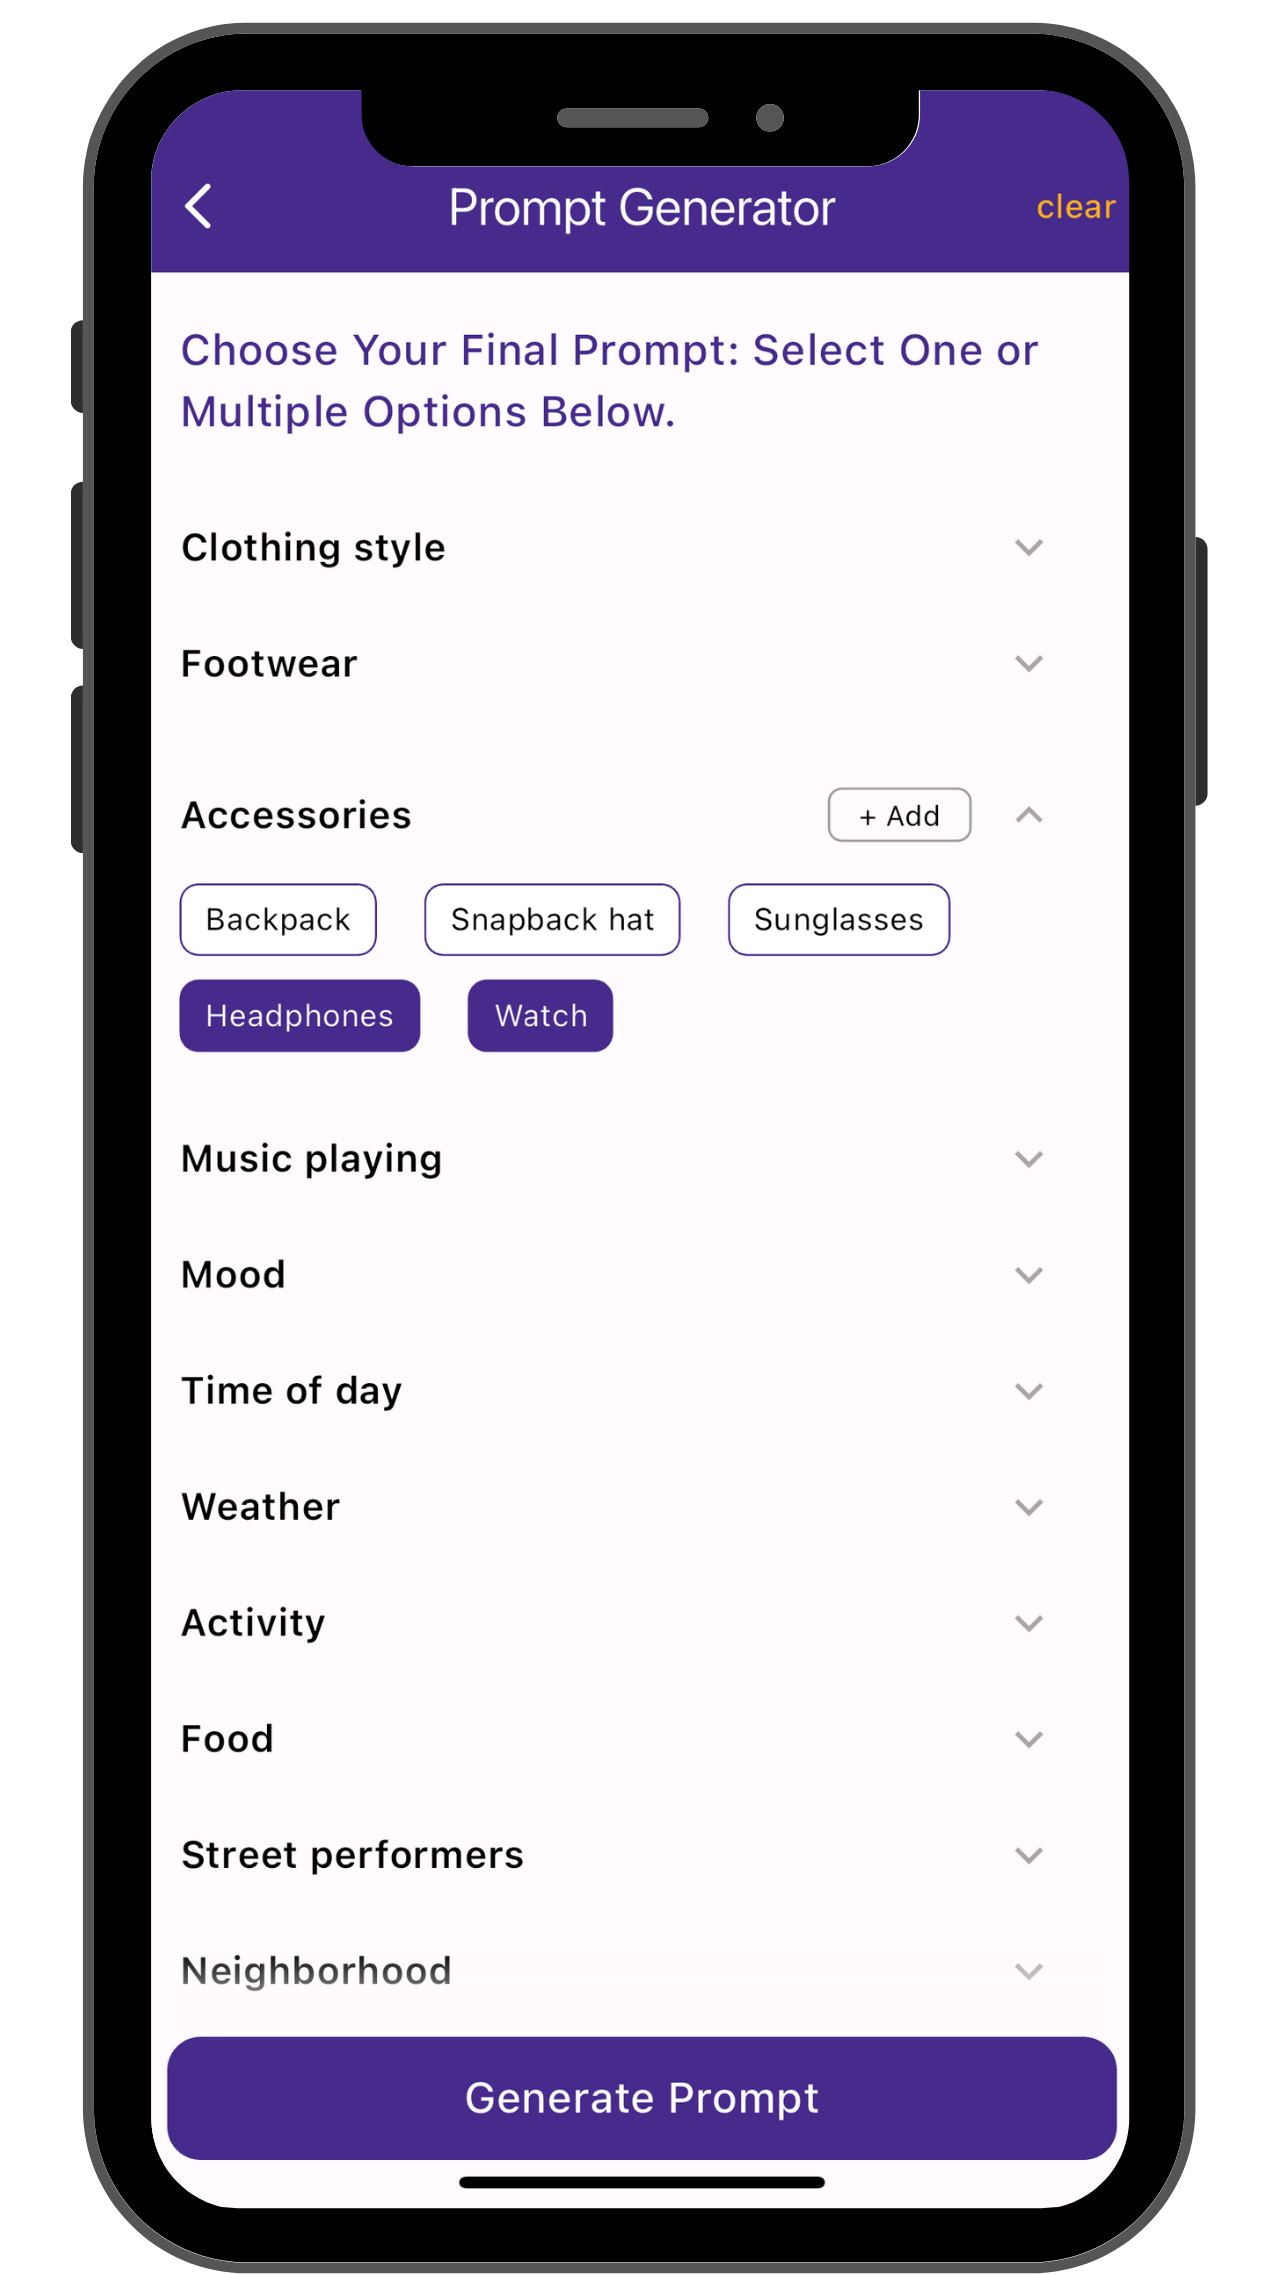 Prompt Generator
clear
Choose Your Final Prompt: Select One or
Multiple Options Below.
Clothing style
Footwear
Accessories
+ Add
Backpack
Snapback hat
Sunglasses
Headphones
Watch
Music playing
Mood
Time of day
Weather
Activity
Food
Street performers
Neighborhood
Generate Prompt